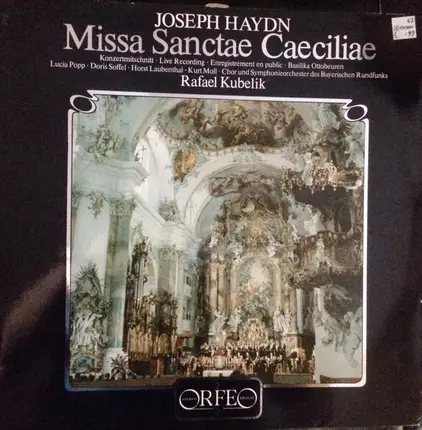 JOSEPH HAYDN
Missa Sanctae Caeciliae
Konzertmitschnitt · Live Recording · Enregistrement en public · Basilika Ottobeuren
Lucia Popp · Doris Soffel · Horst Laubenthal · Kurt Moll · Chor und Symphonieorchester des Bayerischen Rundfunks
Rafael Kubelik
ORFEO